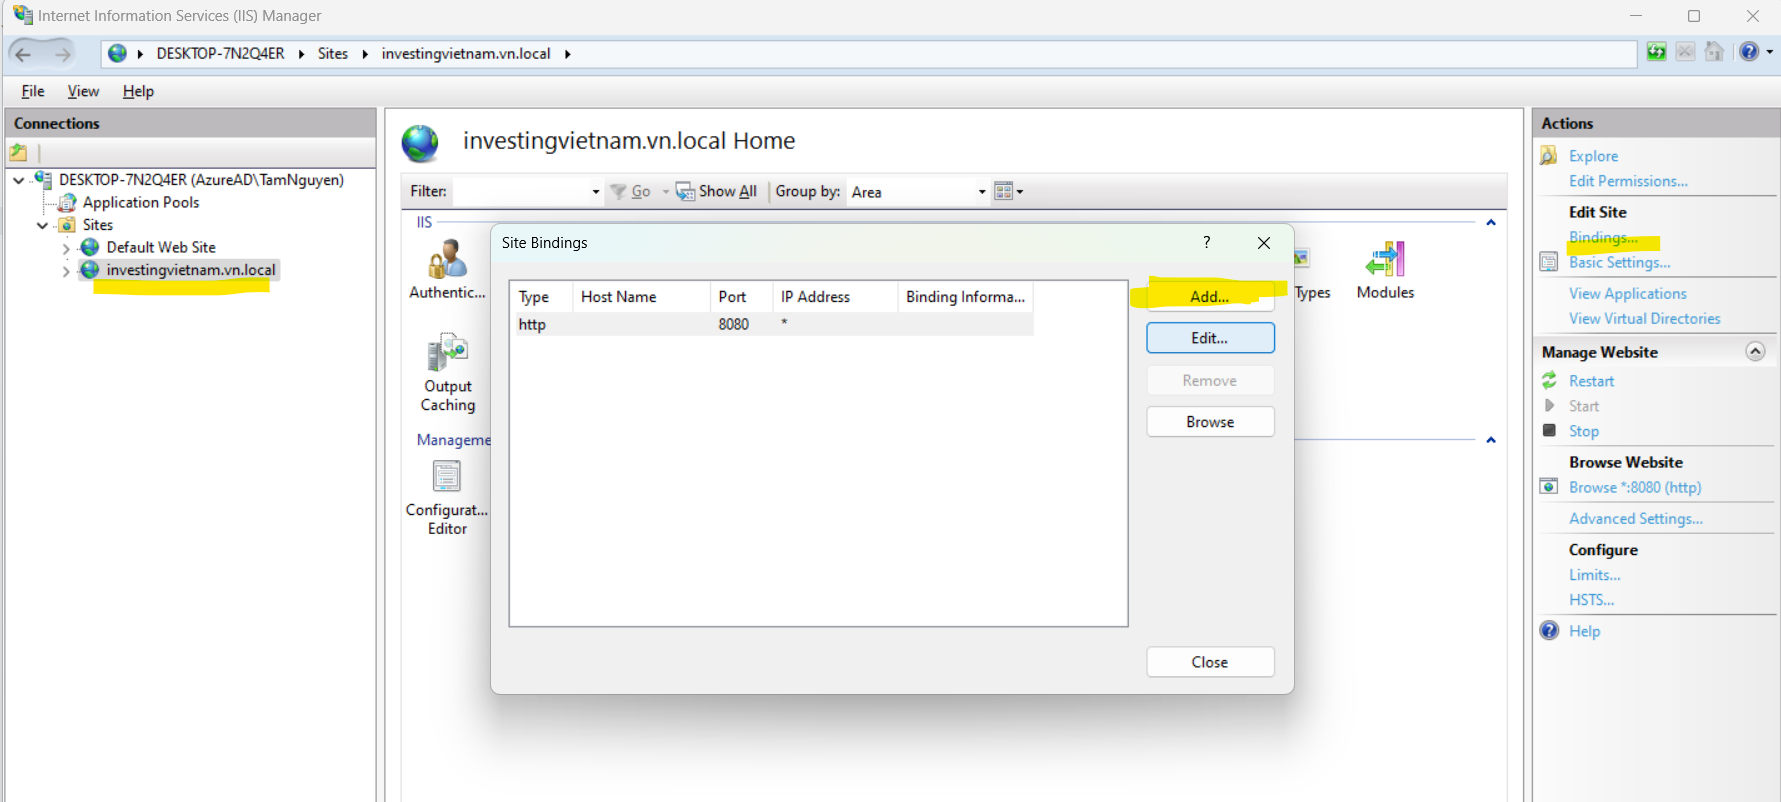 Internet Information Services (IIS) Manager
DESKTOP-7N2Q4ER Sites investingvietnam.vn.local
File View Help
Connections
DESKTOP-7N2Q4ER (AzureAD\TamNguyen)
Application Pools
Sites
Default Web Site
investingvietnam.vn.local
investingvietnam.vn.local Home
Filter: Go Show All Group by: Area
IIS
Authentic...
Types
Modules
Output
Caching
Manageme
Configurat...
Editor
Site Bindings ?
Type Host Name Port IP Address Binding Informa...
http 8080 *
Add...
Edit...
Remove
Browse
Close
Actions
Explore
Edit Permissions...
Edit Site
Bindings...
Basic Settings...
View Applications
View Virtual Directories
Manage Website
Restart
Start
Stop
Browse Website
Browse *:8080 (http)
Advanced Settings...
Configure
Limits...
HSTS...
Help